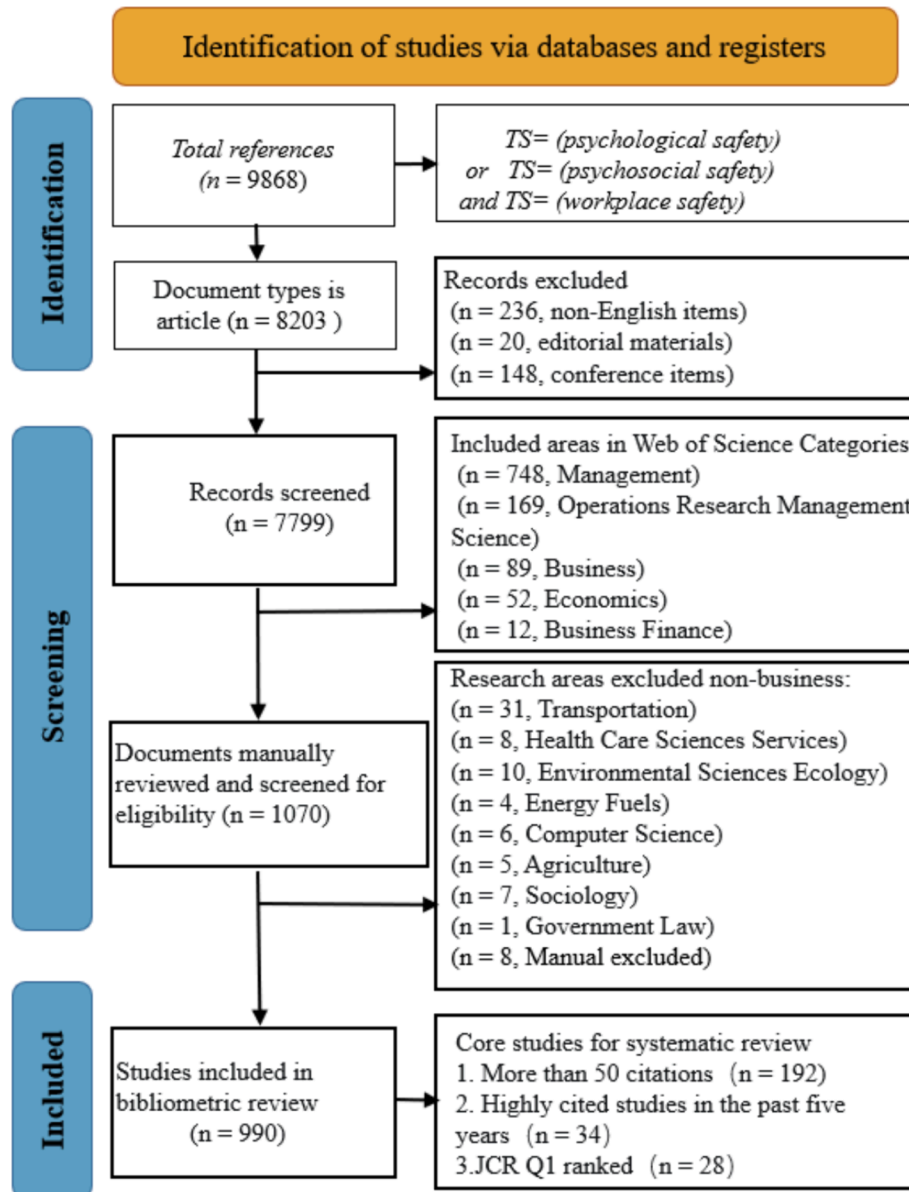 Identification of studies via databases and registers
Identification
Total references
(n = 9868)
TS= (psychological safety)
or TS= (psychosocial safety)
and TS= (workplace safety)
Document types is
article (n = 8203 )
Records excluded
(n = 236, non-English items)
(n = 20, editorial materials)
(n = 148, conference items)
Screening
Records screened
(n = 7799)
Included areas in Web of Science Categories
(n = 748, Management)
(n = 169, Operations Research Management
Science)
(n = 89, Business)
(n = 52, Economics)
(n = 12, Business Finance)
Documents manually
reviewed and screened for
eligibility (n = 1070)
Research areas excluded non-business:
(n = 31, Transportation)
(n = 8, Health Care Sciences Services)
(n = 10, Environmental Sciences Ecology)
(n = 4, Energy Fuels)
(n = 6, Computer Science)
(n = 5, Agriculture)
(n = 7, Sociology)
(n = 1, Government Law)
(n = 8, Manual excluded)
Included
Studies included in
bibliometric review
(n = 990)
Core studies for systematic review
1. More than 50 citations (n = 192)
2. Highly cited studies in the past five
years (n = 34)
3.JCR Q1 ranked (n = 28)